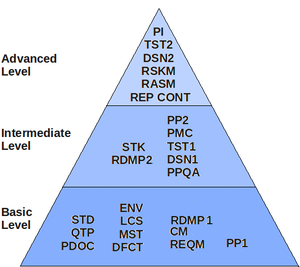 Advanced
Level
PI
TST2
DSN2
RSKM
RASM
REP CONT
Intermediate
Level
STK
RDMP2
PP2
PMC
TST1
DSN1
PPQA
Basic
Level
STD
QTP
PDOC
ENV
LCS
MST
DFCT
RDMP1
CM
REQM
PP1